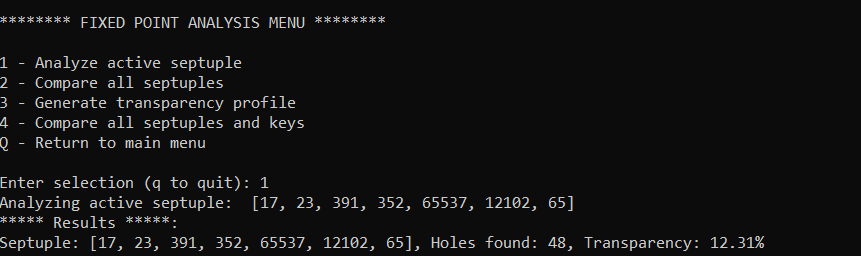 ******** FIXED POINT ANALYSIS MENU ********
1 - Analyze active septuple
2 - Compare all septuples
3 - Generate transparency profile
4 - Compare all septuples and keys
Q - Return to main menu
Enter selection (q to quit): 1
Analyzing active septuple:  [17, 23, 391, 352, 65537, 12102, 65]
***** Results *****:
Septuple: [17, 23, 391, 352, 65537, 12102, 65], Holes found: 48, Transparency: 12.31%